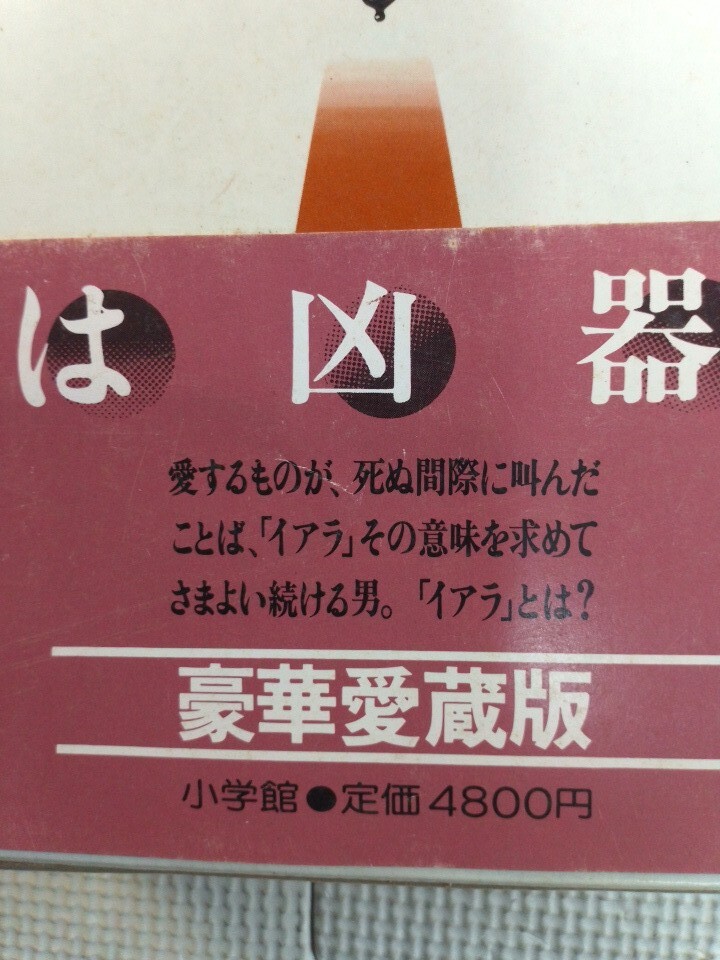 は凶器
愛するものが、死ぬ間際に叫んだ
ことば、「イアラ」その意味を求めて
さまよい続ける男。「イアラ」とは?
豪華愛蔵版
小学館●定価4800円